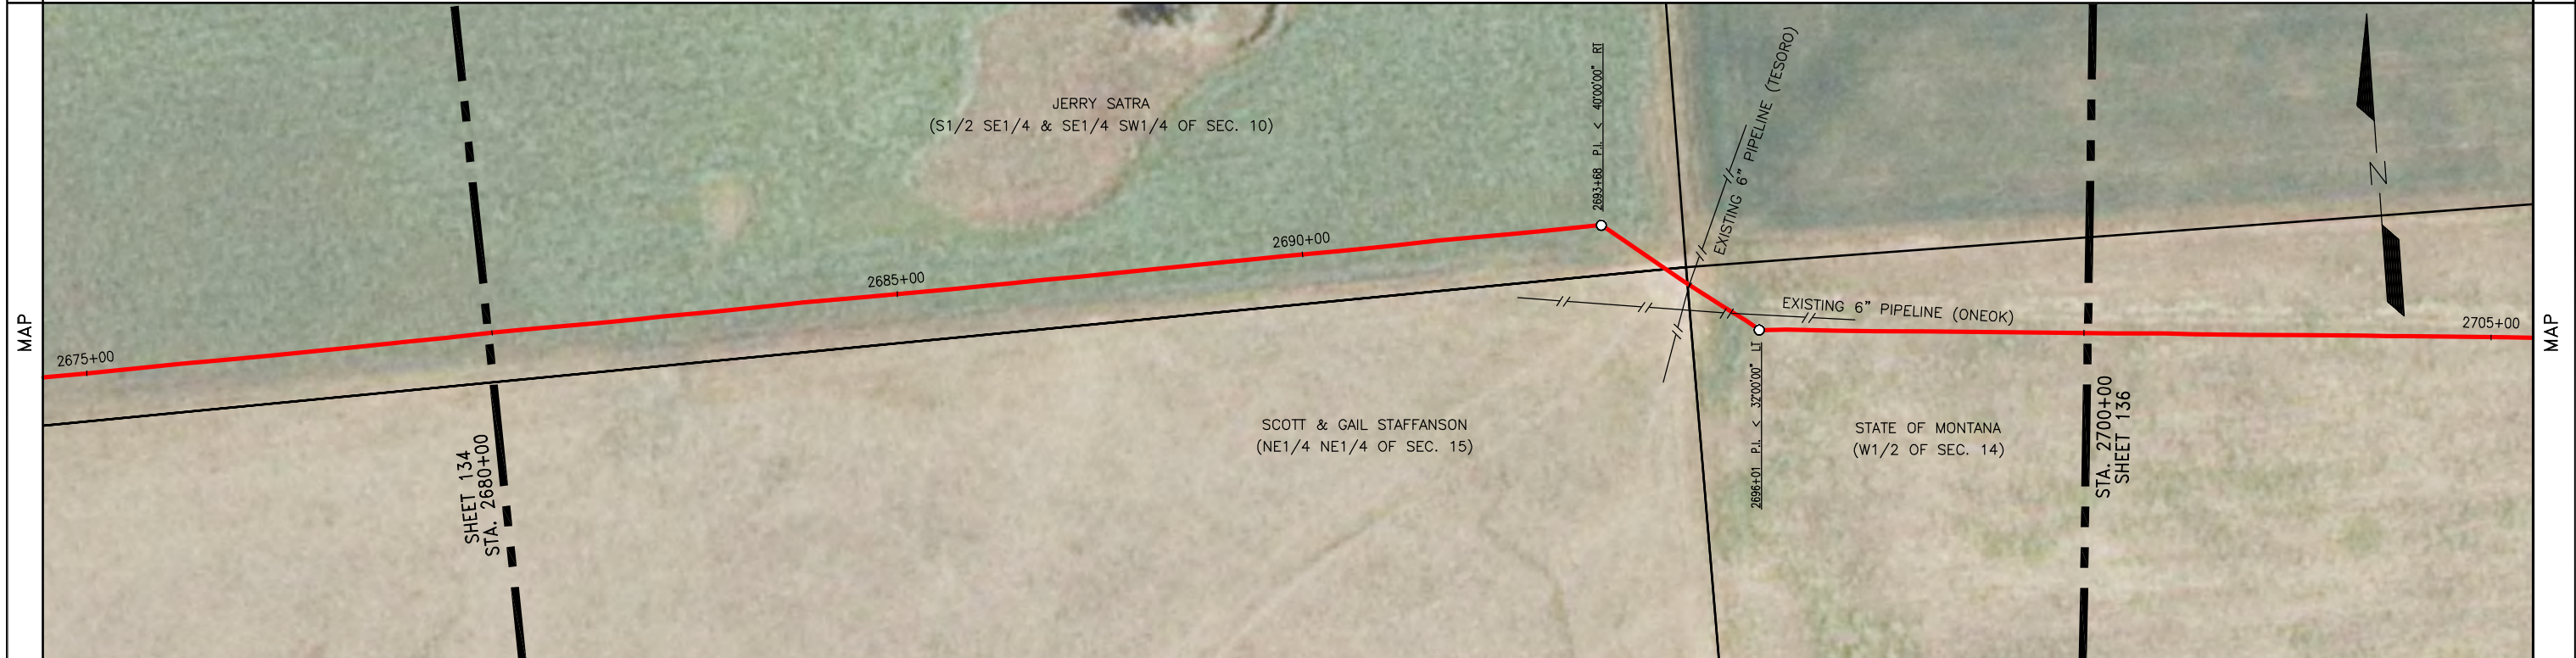 MAP
JERRY SATRA
(S1/2 SE1/4 & SE1/4 SW1/4 OF SEC. 10)
2693+68 P.I. < 40°00'00" RT
EXISTING 6" PIPELINE (TESORO)
N
2675+00
2685+00
2690+00
EXISTING 6" PIPELINE (ONEOK)
2705+00
MAP
SHEET 134
STA. 2680+00
SCOTT & GAIL STAFFANSON
(NE1/4 NE1/4 OF SEC. 15)
2696+01 P.I. < 32°00'00" LT
STATE OF MONTANA
(W1/2 OF SEC. 14)
STA. 2700+00
SHEET 136